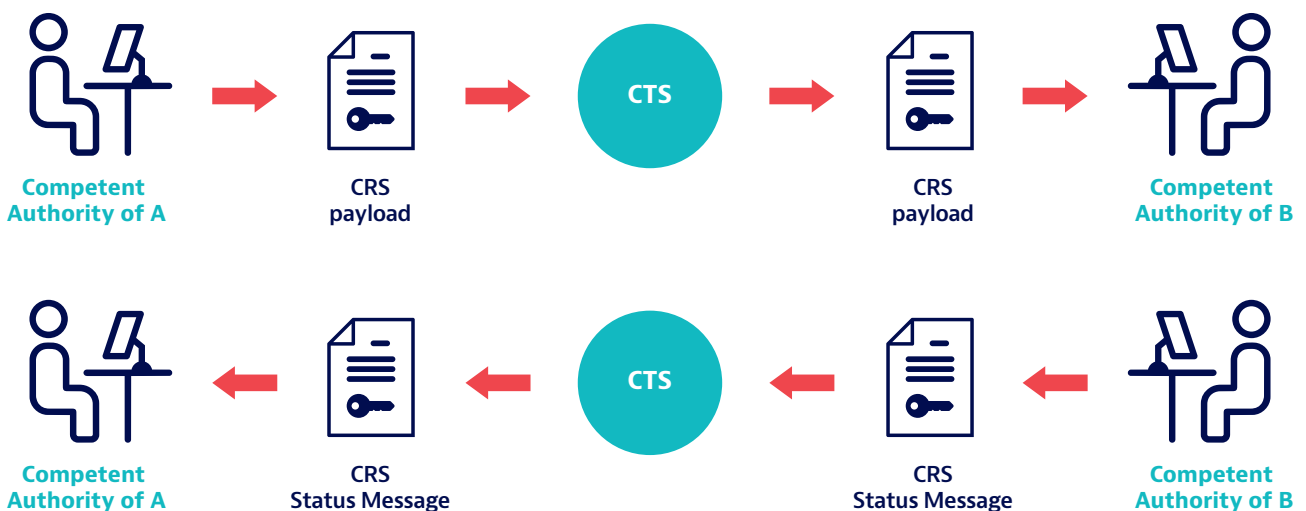 CTS
Competent
Authority of A
CRS
payload
CRS
payload
Competent
Authority of B
CTS
Competent
Authority of A
CRS
Status Message
CRS
Status Message
Competent
Authority of B